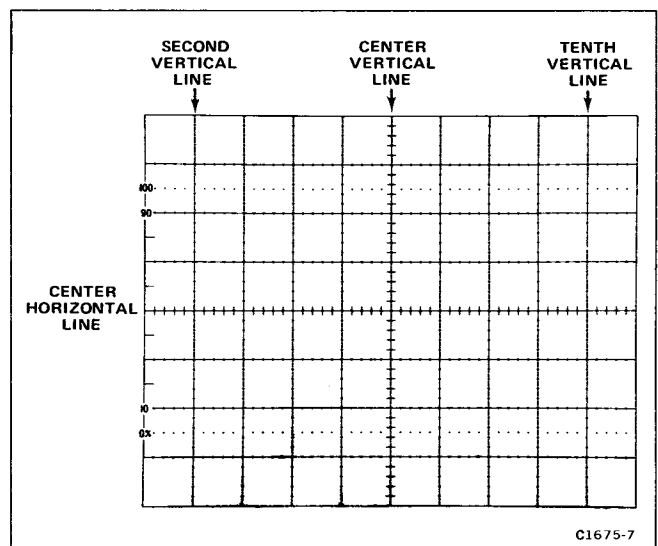 SECOND
VERTICAL
LINE
CENTER
VERTICAL
LINE
TENTH
VERTICAL
LINE
100
90
CENTER
HORIZONTAL
LINE
10
0%
C1675-7